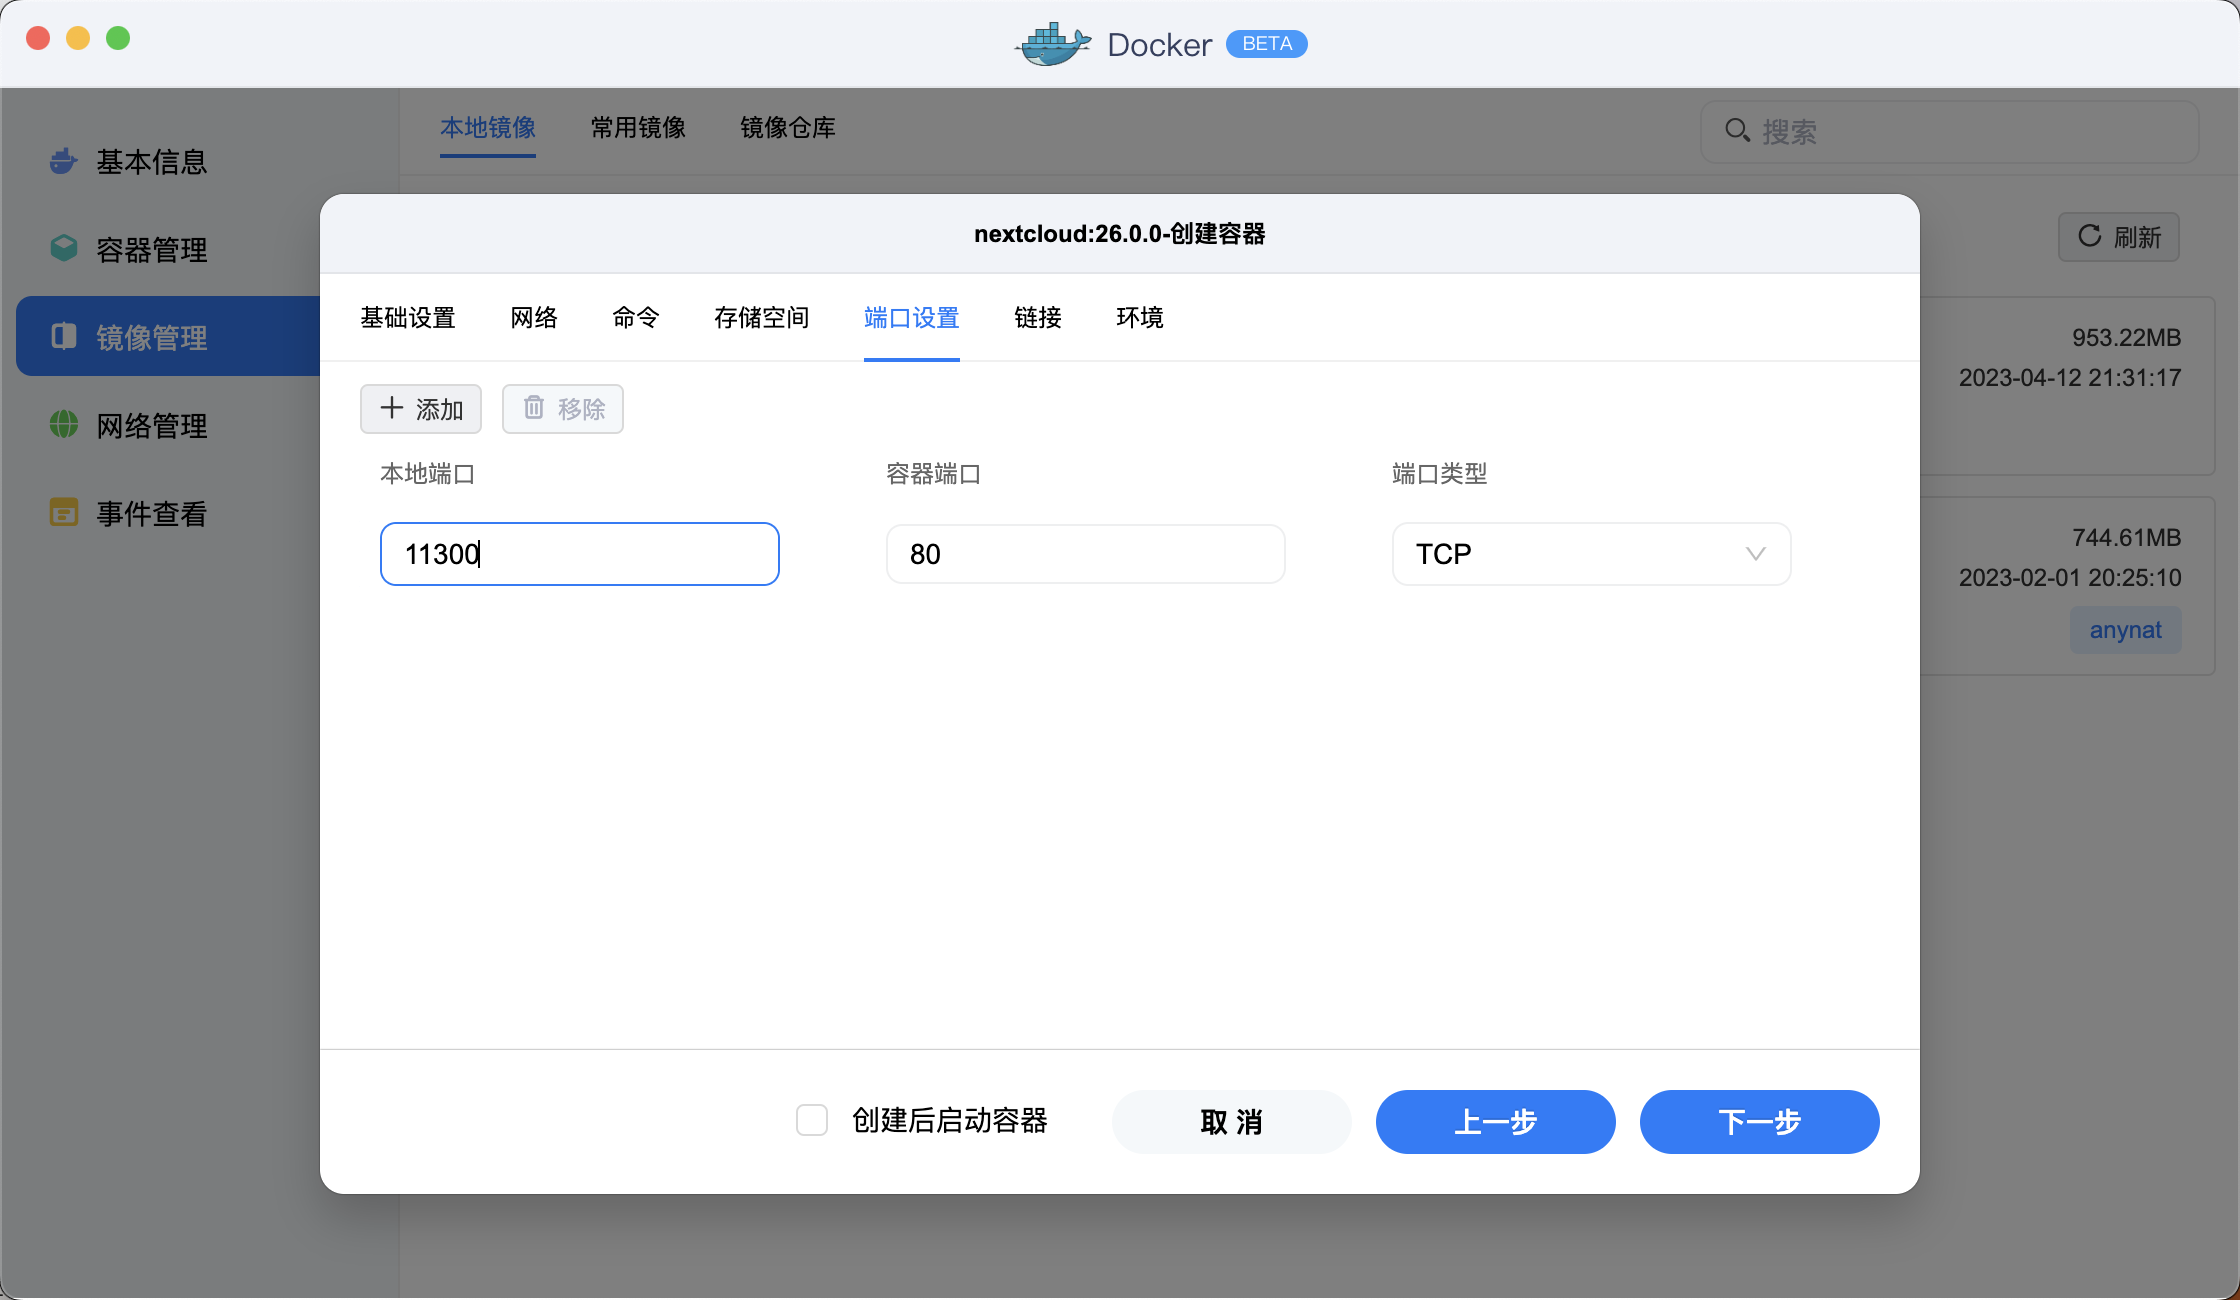 Docker BETA
基本信息
容器管理
镜像管理
网络管理
事件查看
本地镜像 常用镜像 镜像仓库
搜索
刷新
953.22MB
2023-04-12 21:31:17
744.61MB
2023-02-01 20:25:10
anynat
nextcloud:26.0.0-创建容器
基础设置 网络 命令 存储空间 端口设置 链接 环境
添加 移除
本地端口 容器端口 端口类型
11300 80 TCP
创建后启动容器 取 消 上一步 下一步